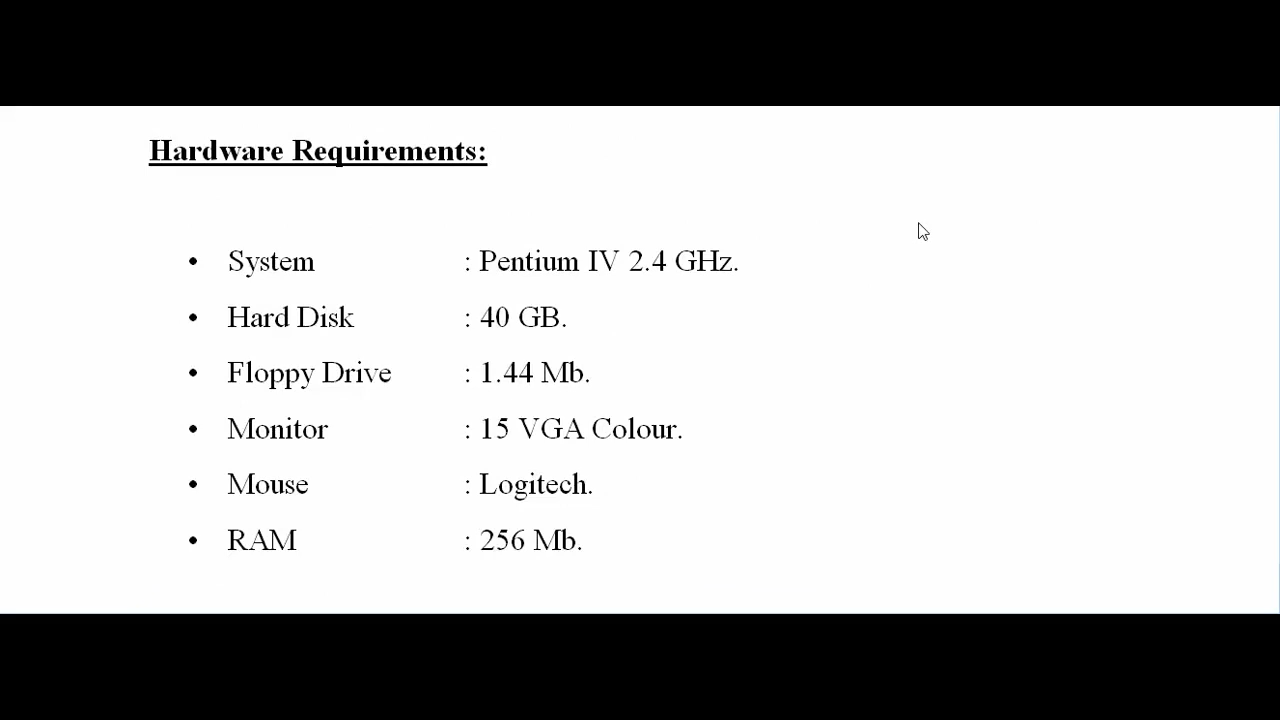 Hardware Requirements:
• System : Pentium IV 2.4 GHz.
• Hard Disk : 40 GB.
• Floppy Drive : 1.44 Mb.
• Monitor : 15 VGA Colour.
• Mouse : Logitech.
• RAM : 256 Mb.